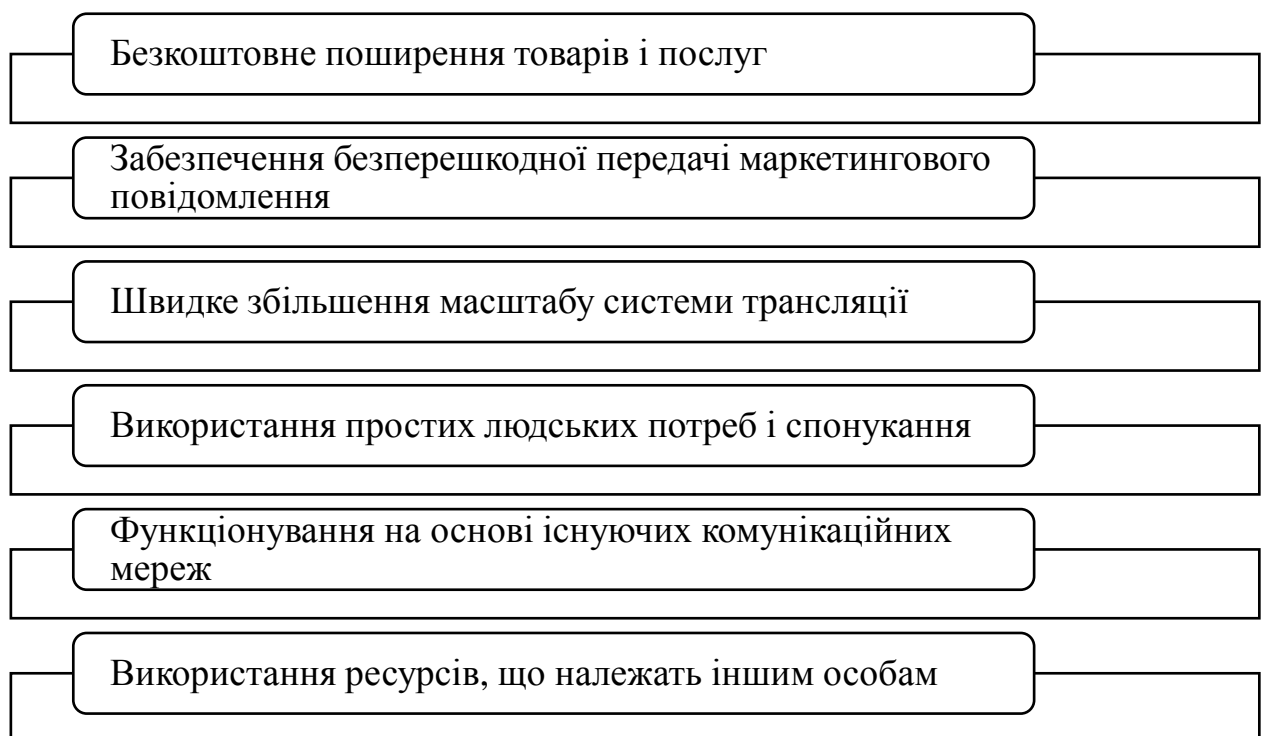 Безкоштовне поширення товарів і послуг
Забезпечення безперешкодної передачі маркетингового
повідомлення
Швидке збільшення масштабу системи трансляції
Використання простих людських потреб і спонукання
Функціонування на основі існуючих комунікаційних
мереж
Використання ресурсів, що належать іншим особам